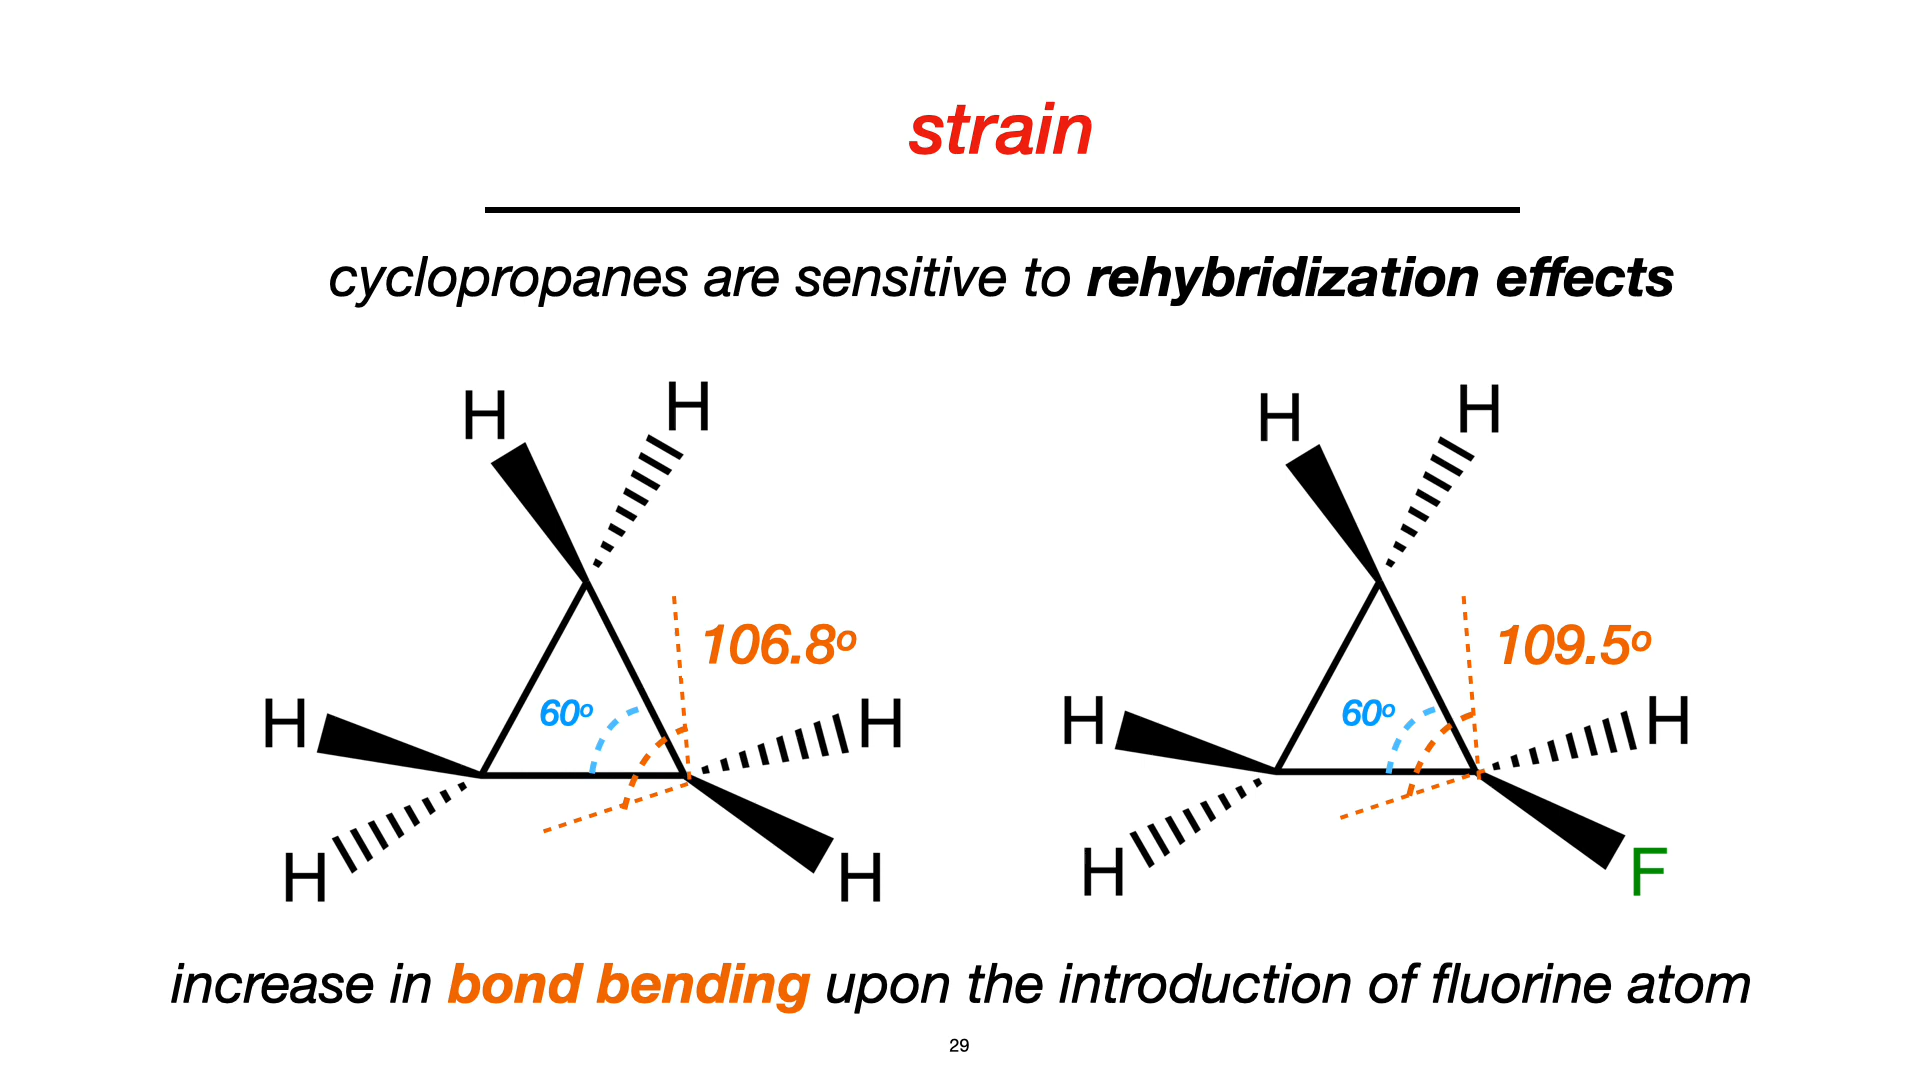 strain
cyclopropanes are sensitive to rehybridization effects
H H
H H
106.8º
109.5º
60º
60º
H H
H H
H H
H F
increase in bond bending upon the introduction of fluorine atom
29